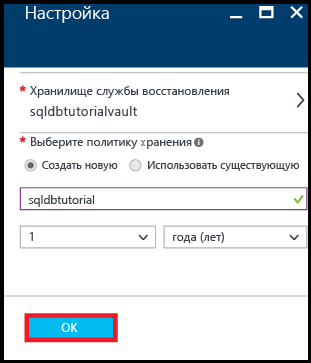 Настройка
* Хранилище службы восстановления
sqldbtutorialvault
* Выберите политику хранения
Создать новую Использовать существующую
sqldbtutorial
1 года (лет)
ОК